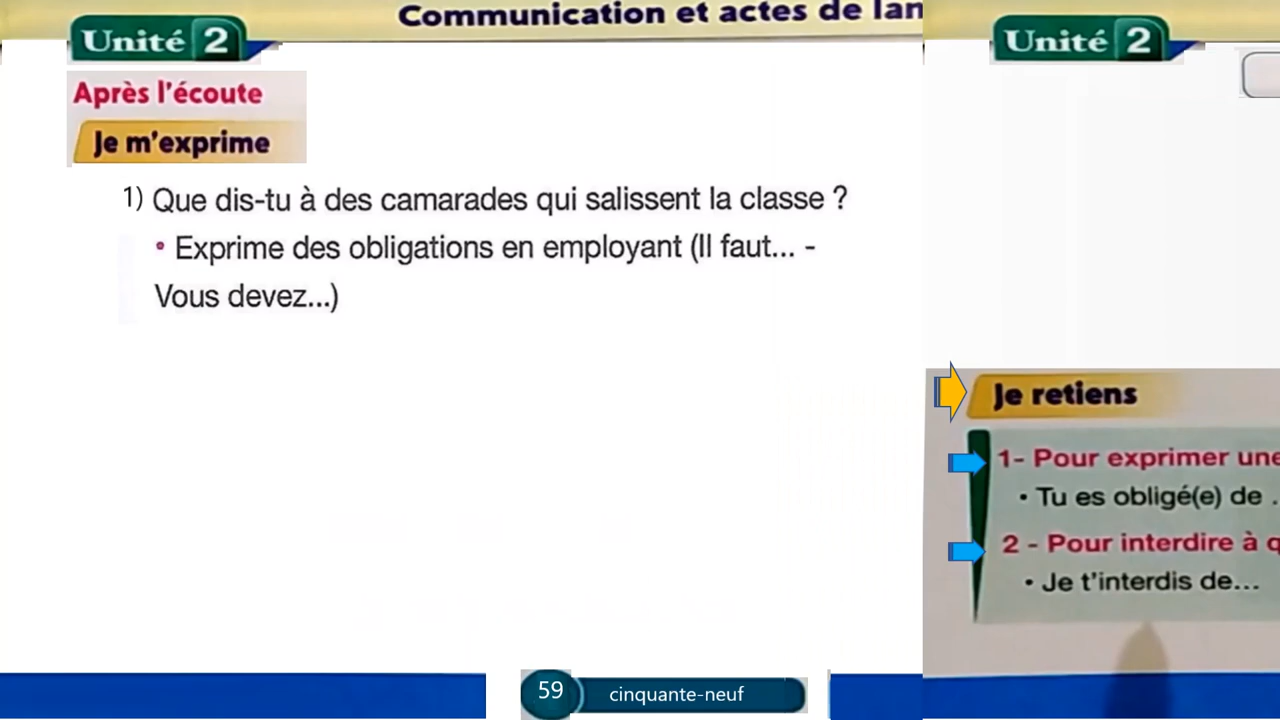 Communication et actes de lan
Unité 2
Après l'écoute
Je m'exprime
1) Que dis-tu à des camarades qui salissent la classe ?
• Exprime des obligations en employant (Il faut... -
Vous devez...)
59 cinquante-neuf
Unité 2
Je retiens
1- Pour exprimer une
• Tu es obligé(e) de .
2 - Pour interdire à q
• Je t'interdis de...